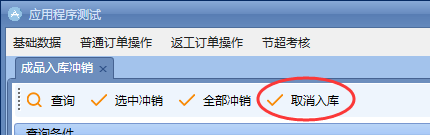 应用程序测试
基础数据 普通订单操作 返工订单操作 节超考核
成品入库冲销 ×
查询 选中冲销 全部冲销 取消入库
查询条件